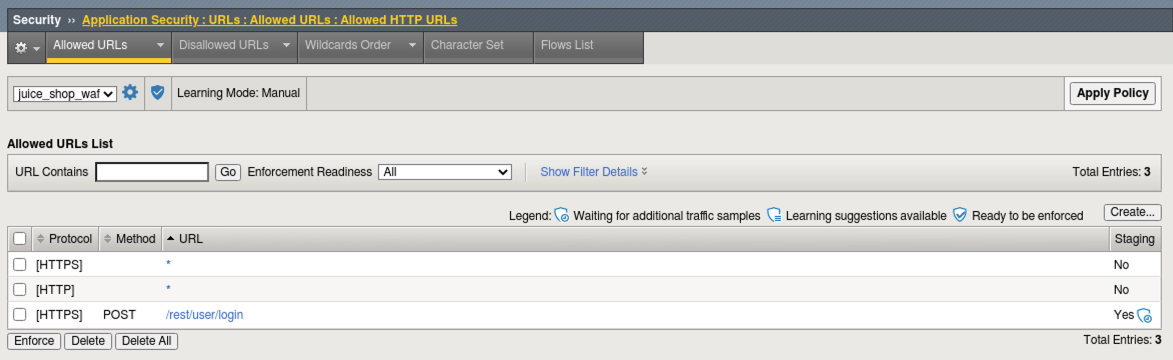 Security ›› Application Security : URLs : Allowed URLs : Allowed HTTP URLs
Allowed URLs Disallowed URLs Wildcards Order Character Set Flows List
juice_shop_waf Learning Mode: Manual Apply Policy
Allowed URLs List
URL Contains Go Enforcement Readiness All Show Filter Details Total Entries: 3
Legend: Waiting for additional traffic samples Learning suggestions available Ready to be enforced Create...
Protocol Method URL Staging
[HTTPS] * No
[HTTP] * No
[HTTPS] POST /rest/user/login Yes
Enforce Delete Delete All Total Entries: 3